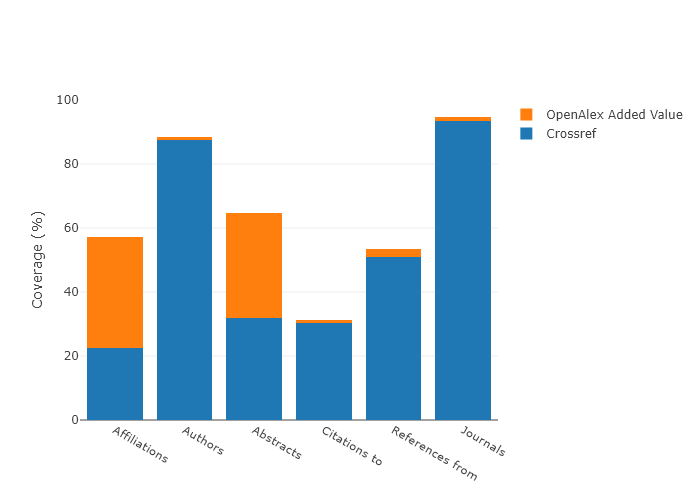 100
80
60
40
20
0
Coverage (%)
Affiliations
Authors
Abstracts
Citations to
References from
Journals
OpenAlex Added Value
Crossref